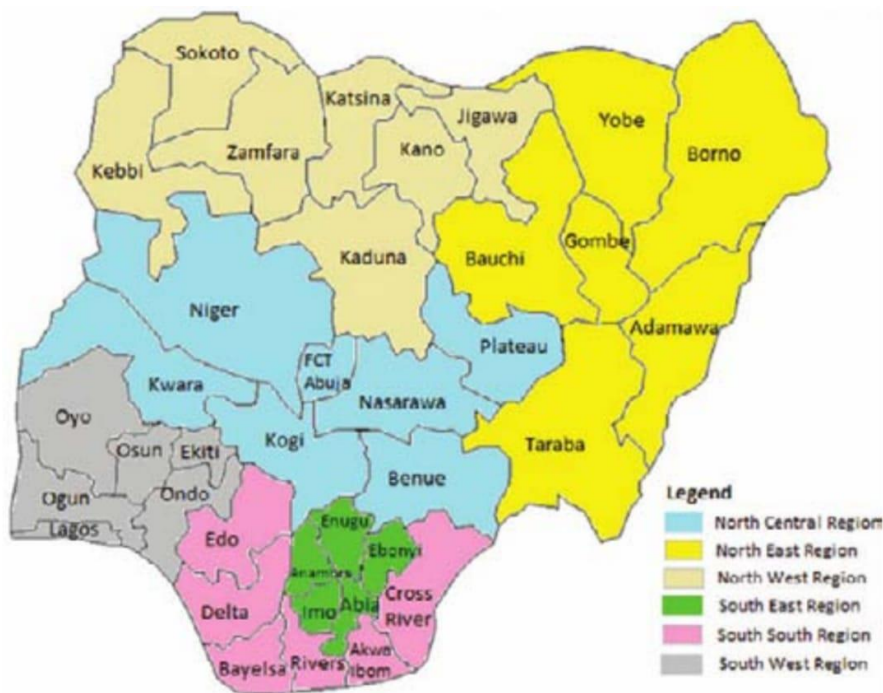 Sokoto
Katsina
Jigawa
Yobe
Borno
Kano
Zamfara
Kebbi
Gombe
Kaduna
Bauchi
Niger
Adamawa
Plateau
FCT
Abuja
Kwara
Nasarawa
Oyo
Kogi
Taraba
Osun
Ekiti
Benue
Ogun
Ondo
Lagos
Enugu
Edo
Ebonyi
Anambra
Cross
River
Delta
Imo
Abia
Bayelsa
Rivers
Akwa
Ibom
Legend
North Central Region
North East Region
North West Region
South East Region
South South Region
South West Region